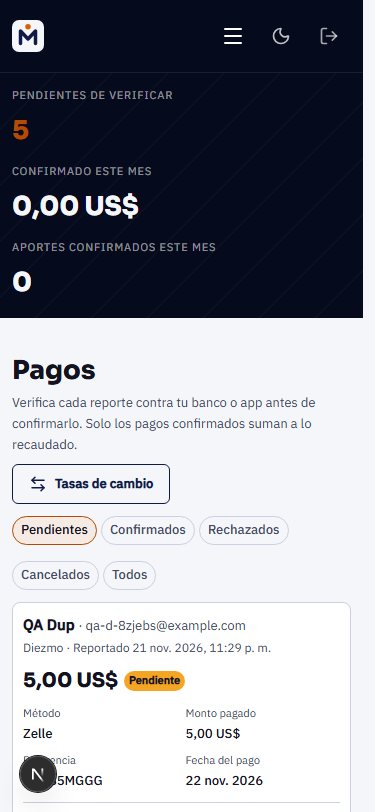 M
PENDIENTES DE VERIFICAR
5
CONFIRMADO ESTE MES
0,00 US$
APORTES CONFIRMADOS ESTE MES
0
Pagos
Verifica cada reporte contra tu banco o app antes de
confirmarlo. Solo los pagos confirmados suman a lo
recaudado.
Tasas de cambio
Pendientes Confirmados Rechazados
Cancelados Todos
QA Dup · qa-d-8zjebs@example.com
Diezmo · Reportado 21 nov. 2026, 11:29 p. m.
5,00 US$ Pendiente
Método Monto pagado
Zelle 5,00 US$
Fecha del pago
N 22 nov. 2026